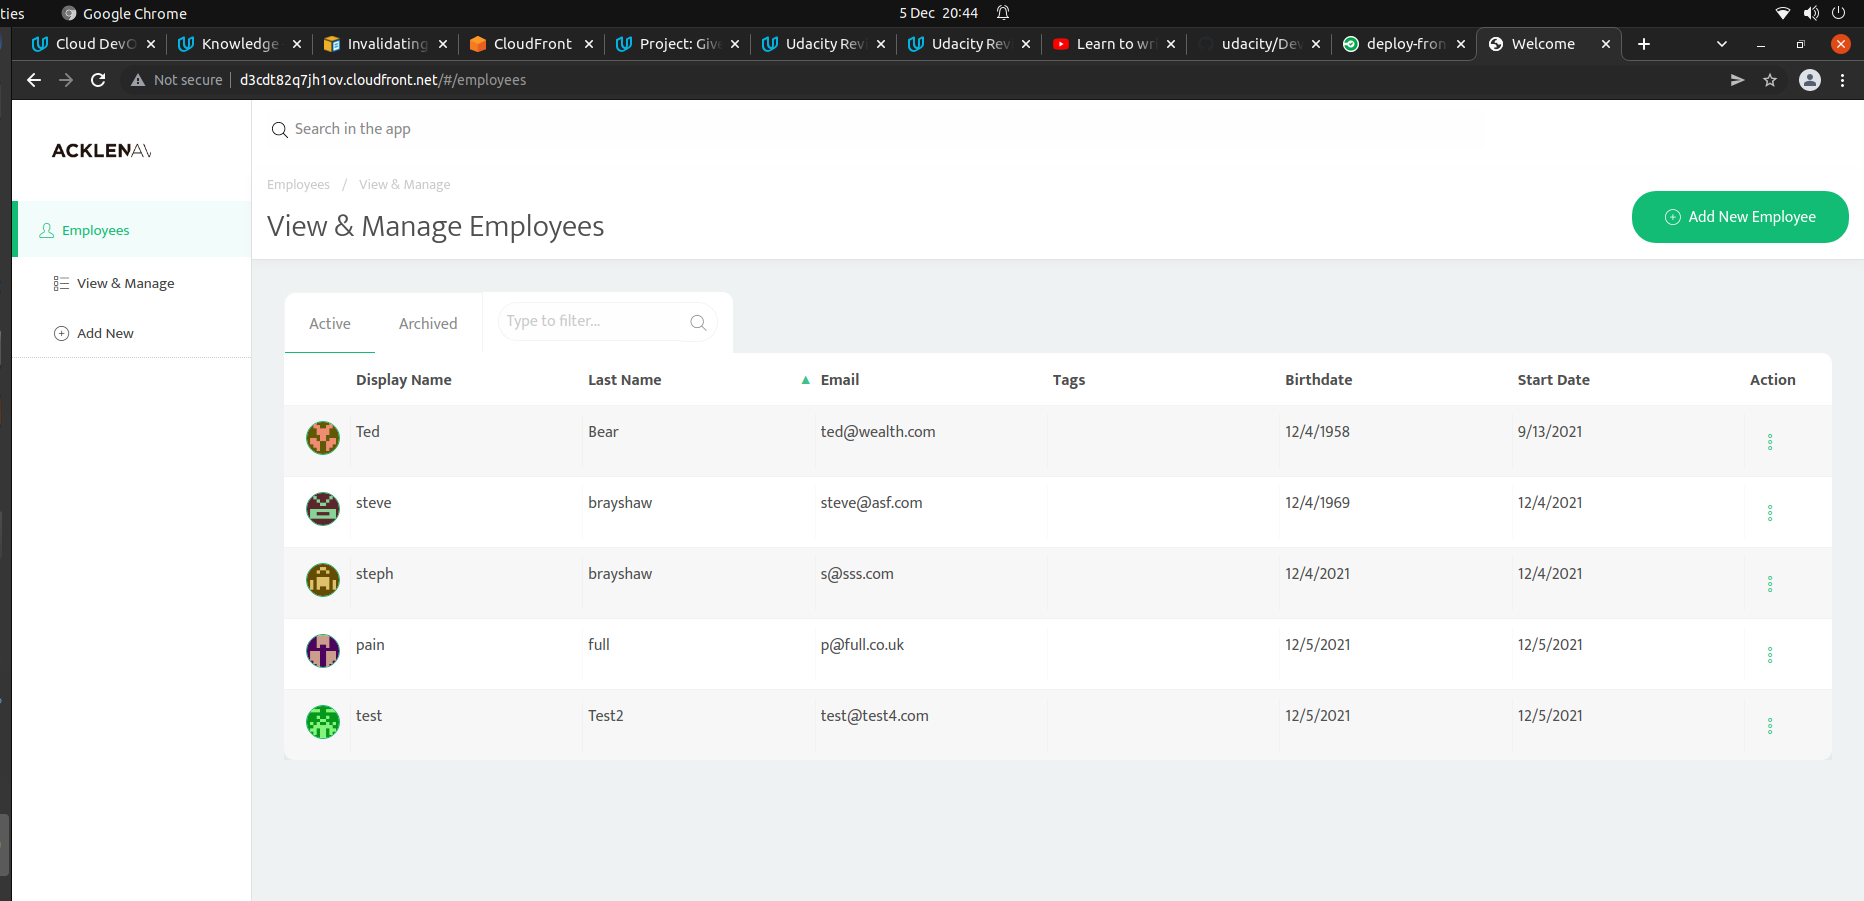 ties Google Chrome 5 Dec 20:44
Cloud DevO Knowledge Invalidating CloudFront Project: Give Udacity Rev Udacity Rev Learn to wri udacity/Dev deploy-fron Welcome
Not secure d3cdt82q7jh1ov.cloudfront.net/#/employees
ACKLENAV
Search in the app
Employees / View & Manage
View & Manage Employees
Add New Employee
Employees
View & Manage
Add New
Active Archived Type to filter...
Display Name Last Name Email Tags Birthdate Start Date Action
Ted Bear ted@wealth.com 12/4/1958 9/13/2021
steve brayshaw steve@asf.com 12/4/1969 12/4/2021
steph brayshaw s@sss.com 12/4/2021 12/4/2021
pain full p@full.co.uk 12/5/2021 12/5/2021
test Test2 test@test4.com 12/5/2021 12/5/2021